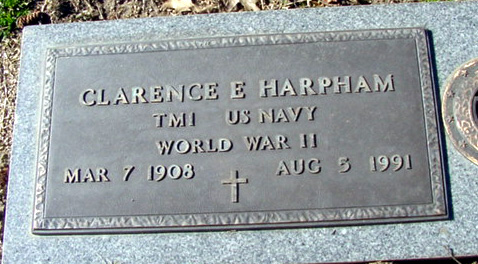 CLARENCE E HARPHAM
TM1 US NAVY
WORLD WAR II
MAR 7 1908 AUG 5 1991